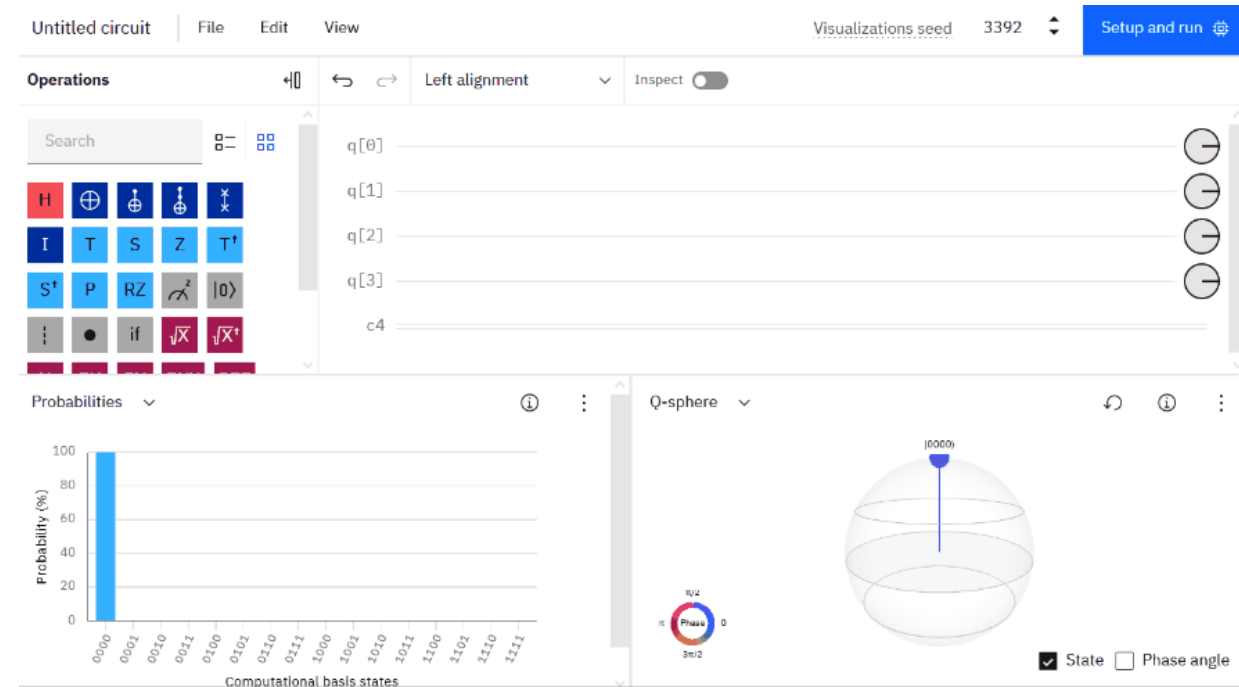 Untitled circuit File Edit View Visualizations seed 3392 Setup and run
Operations Left alignment Inspect
Search
H
I T S Z T†
S† P RZ z |0⟩
if √X √X†
q[0]
q[1]
q[2]
q[3]
c4
Probabilities
Probability (%)
100
80
60
40
20
0
0000 0001 0010 0011 0100 0101 0110 0111 1000 1001 1010 1011 1100 1101 1110 1111
Computational basis states
Q-sphere
|0000⟩
π/2
π Phase 0
3π/2
State Phase angle